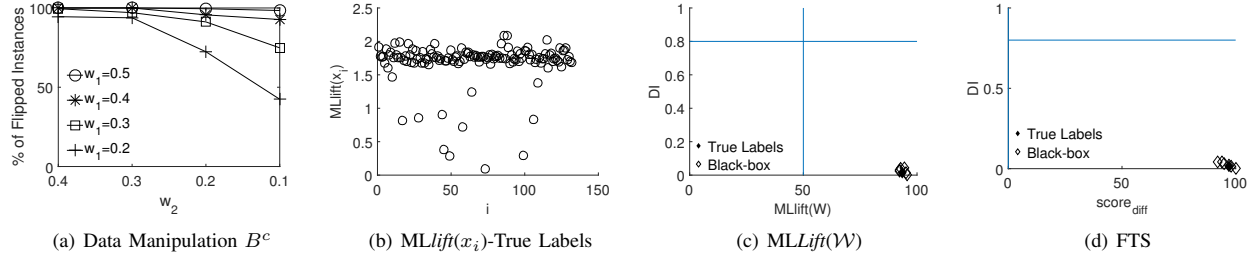 % of Flipped Instances
100
50
0
w1=0.5
w1=0.4
w1=0.3
w1=0.2
0.4 0.3 0.2 0.1
w2
(a) Data Manipulation B^c
MLlift(x_i)
2.5
2
1.5
1
0.5
0
0 50 100 150
i
(b) MLlift(x_i)-True Labels
DI
1
0.8
0.6
0.4
0.2
0
True Labels
Black-box
0 50 100
MLlift(W)
(c) MLLift(W)
DI
1
0.5
0
True Labels
Black-box
0 50 100
score_diff
(d) FTS